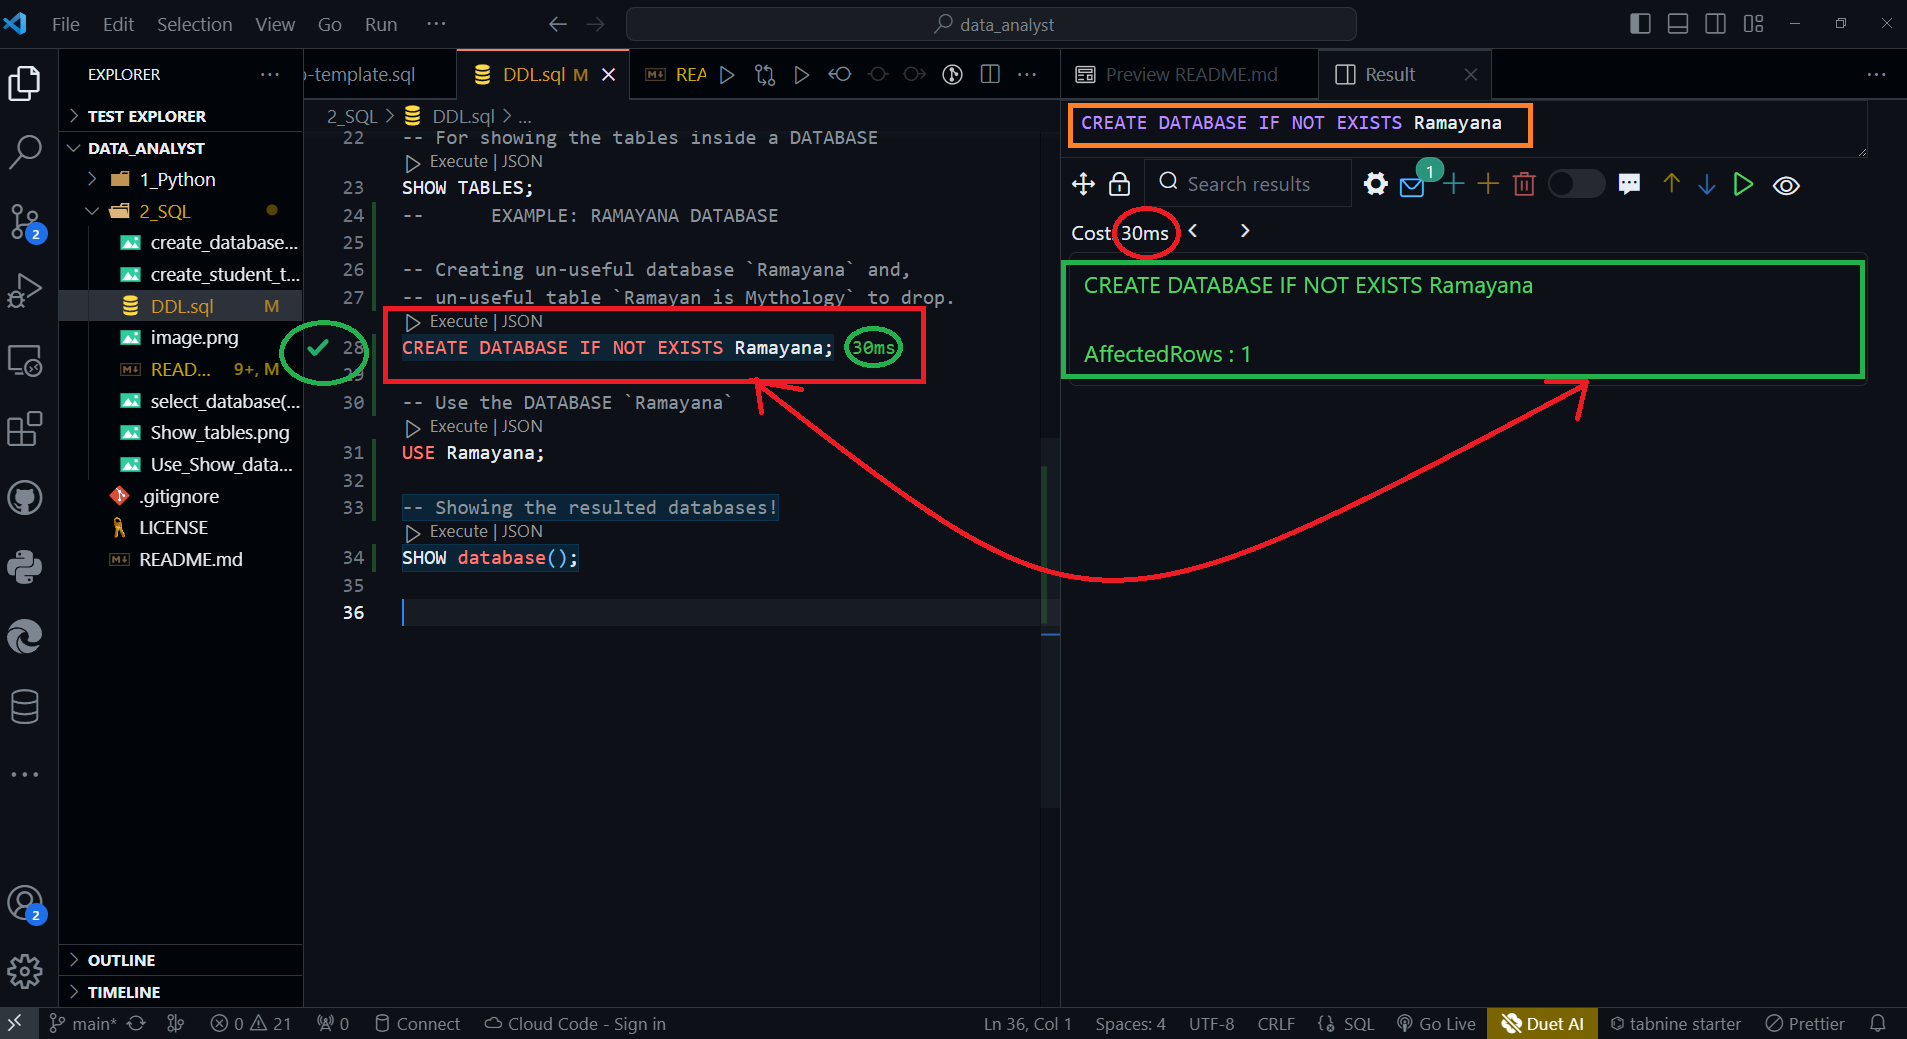 File Edit Selection View Go Run ··· data_analyst
EXPLORER ···
TEST EXPLORER
DATA_ANALYST
1_Python
2_SQL
create_database...
create_student_t...
DDL.sql M
image.png
READ... 9+, M
select_database(...
Show_tables.png
Use_Show_data...
.gitignore
LICENSE
README.md
OUTLINE
TIMELINE
2
2
-template.sql DDL.sql M REA
2_SQL > DDL.sql > ...
22 -- For showing the tables inside a DATABASE
Execute | JSON
23 SHOW TABLES;
24 -- EXAMPLE: RAMAYANA DATABASE
25
26 -- Creating un-useful database `Ramayana` and,
27 -- un-useful table `Ramayan is Mythology` to drop.
Execute | JSON
28 CREATE DATABASE IF NOT EXISTS Ramayana; 30ms
29
30 -- Use the DATABASE `Ramayana`
Execute | JSON
31 USE Ramayana;
32
33 -- Showing the resulted databases!
Execute | JSON
34 SHOW database();
35
36
Preview README.md Result
CREATE DATABASE IF NOT EXISTS Ramayana
Search results 1
Cost: 30ms
CREATE DATABASE IF NOT EXISTS Ramayana
AffectedRows : 1
main* 0 21 0 Connect Cloud Code - Sign in Ln 36, Col 1 Spaces: 4 UTF-8 CRLF SQL Go Live Duet AI tabnine starter Prettier